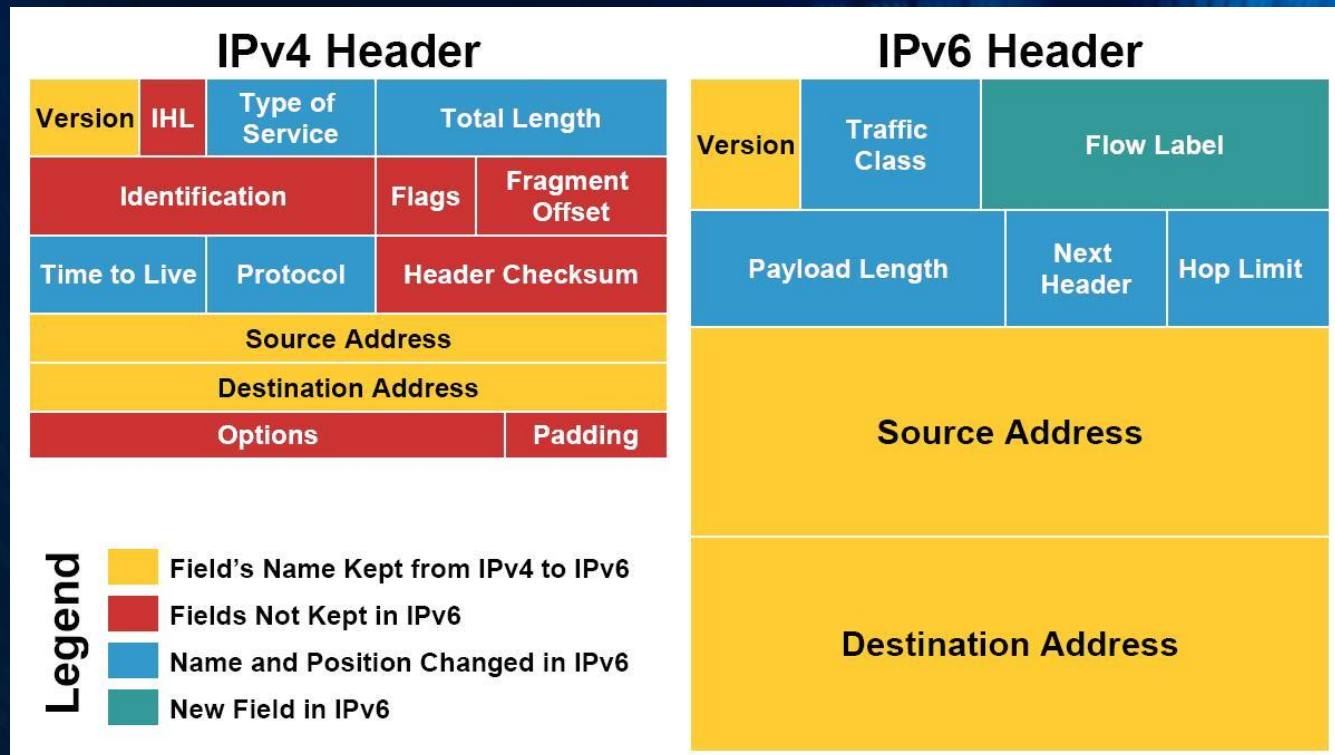 IPv4 Header
Version IHL Type of Service Total Length
Identification Flags Fragment Offset
Time to Live Protocol Header Checksum
Source Address
Destination Address
Options Padding
IPv6 Header
Version Traffic Class Flow Label
Payload Length Next Header Hop Limit
Source Address
Destination Address
Legend
Field's Name Kept from IPv4 to IPv6
Fields Not Kept in IPv6
Name and Position Changed in IPv6
New Field in IPv6